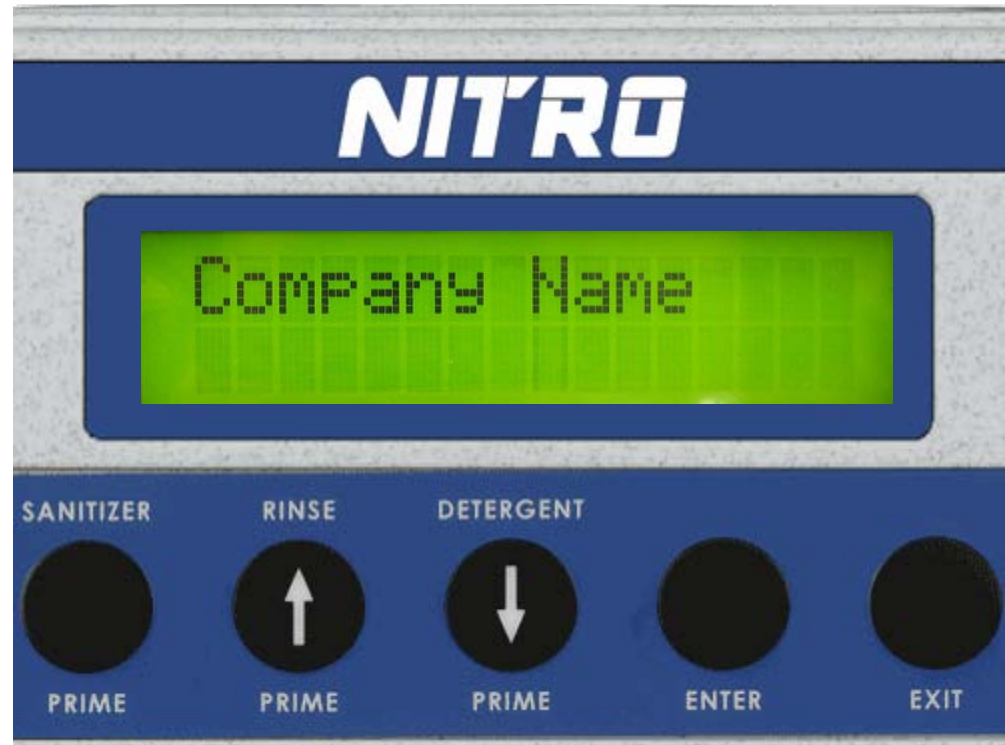 NITRO
Company Name
SANITIZER RINSE DETERGENT
PRIME PRIME PRIME ENTER EXIT